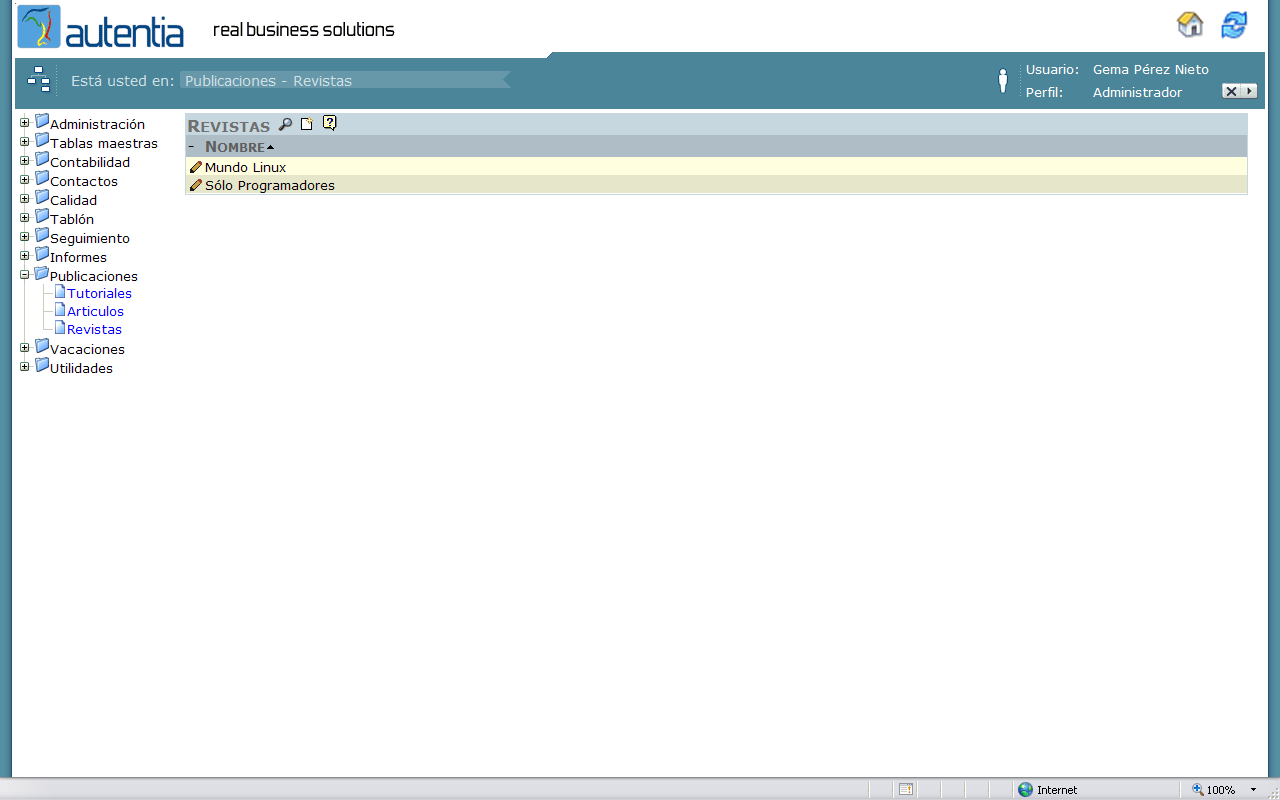 autentia real business solutions
Está usted en: Publicaciones - Revistas
Usuario: Gema Pérez Nieto
Perfil: Administrador
Administración
Tablas maestras
Contabilidad
Contactos
Calidad
Tablón
Seguimiento
Informes
Publicaciones
Tutoriales
Articulos
Revistas
Vacaciones
Utilidades
REVISTAS
- NOMBRE
Mundo Linux
Sólo Programadores
Internet
100%